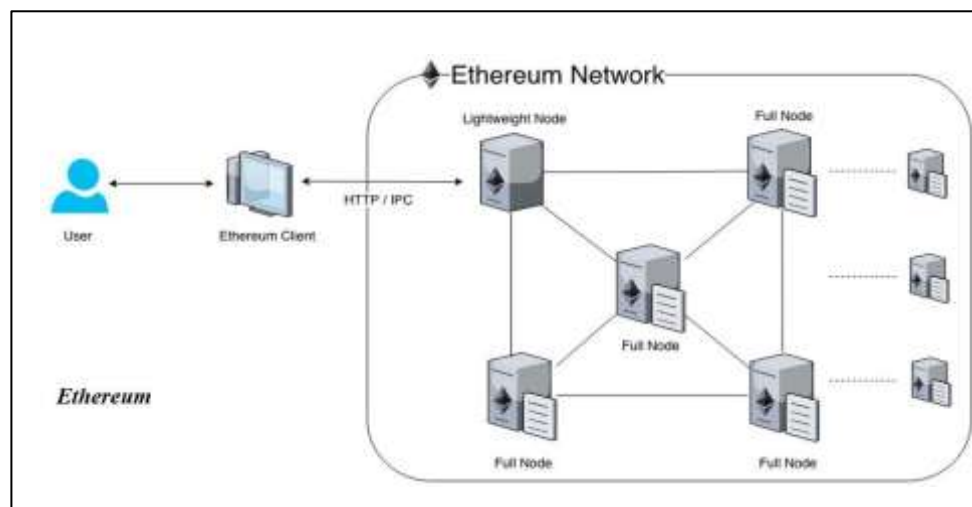 Ethereum Network
Lightweight Node
Full Node
HTTP / IPC
User
Ethereum Client
Full Node
Ethereum
Full Node
Full Node